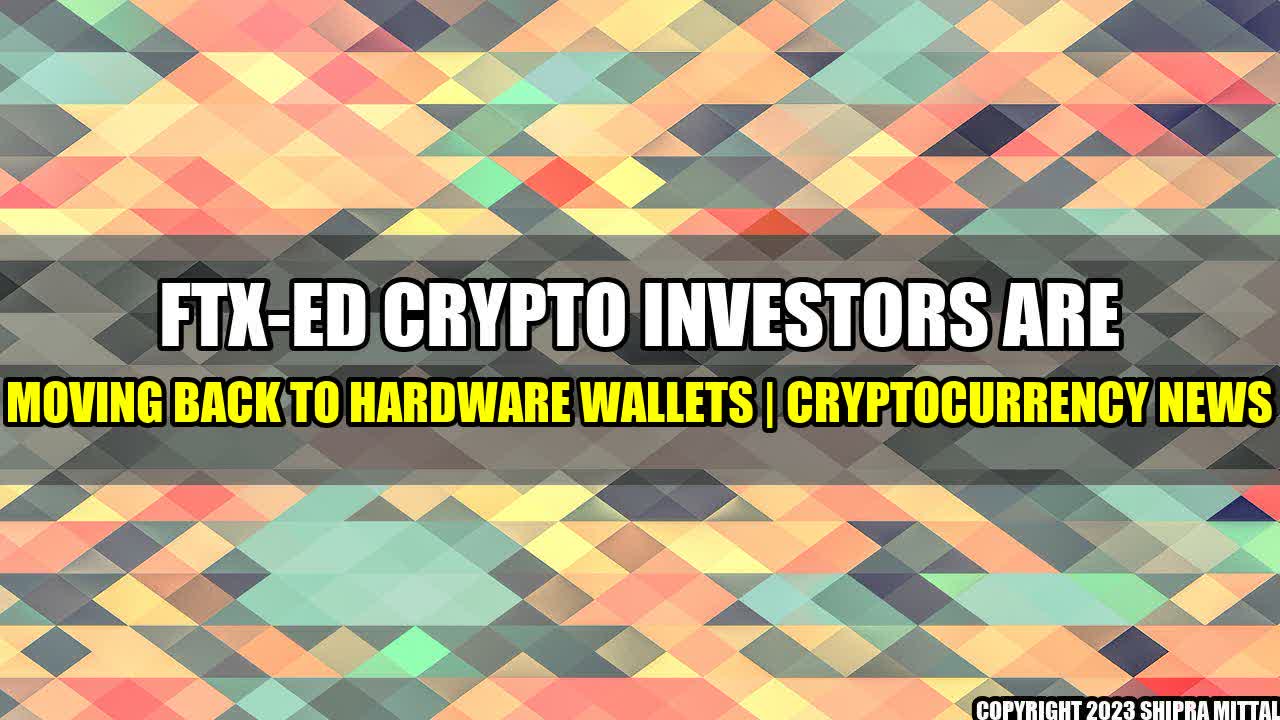 FTX-ED CRYPTO INVESTORS ARE
MOVING BACK TO HARDWARE WALLETS | CRYPTOCURRENCY NEWS
COPYRIGHT 2023 SHIPRA MITTAL